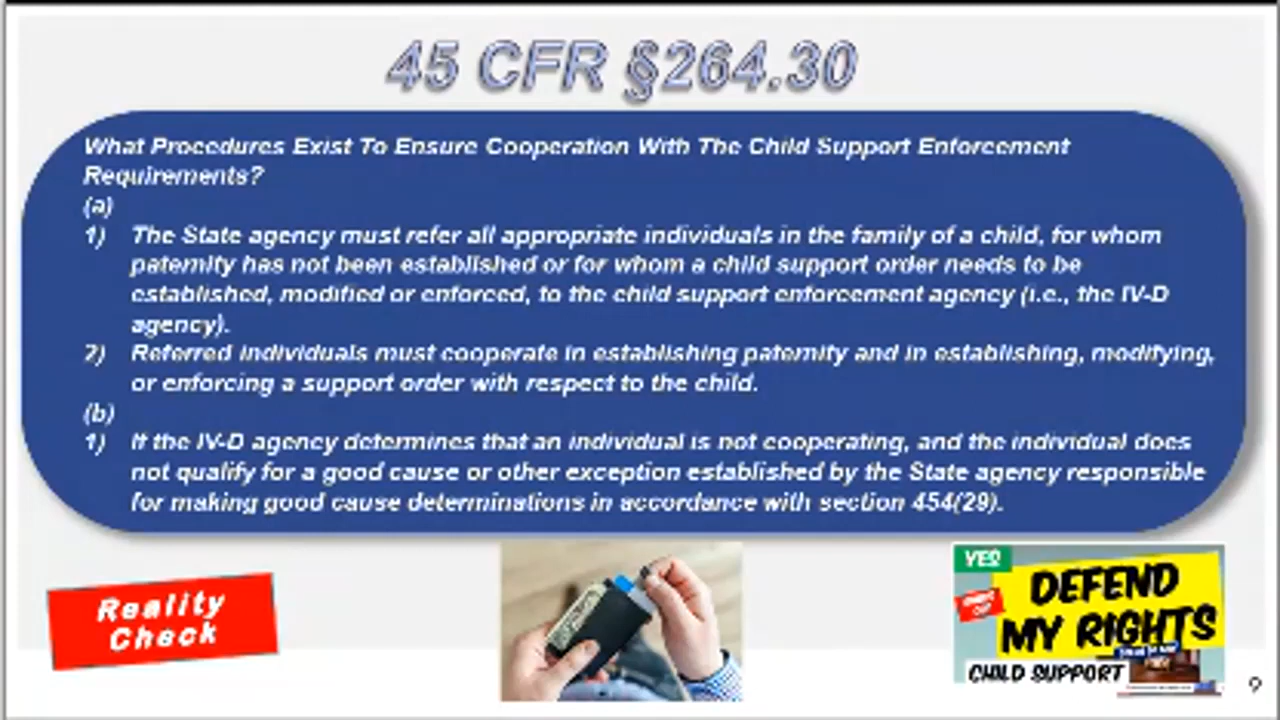 45 CFR §264.30
What Procedures Exist To Ensure Cooperation With The Child Support Enforcement
Requirements?
(a)
1) The State agency must refer all appropriate individuals in the family of a child, for whom
paternity has not been established or for whom a child support order needs to be
established, modified or enforced, to the child support enforcement agency (i.e., the IV-D
agency).
2) Referred individuals must cooperate in establishing paternity and in establishing, modifying,
or enforcing a support order with respect to the child.
(b)
1) If the IV-D agency determines that an individual is not cooperating, and the individual does
not qualify for a good cause or other exception established by the State agency responsible
for making good cause determinations in accordance with section 454(29).
Reality
Check
YES
DEFEND
MY RIGHTS
CHILD SUPPORT
9